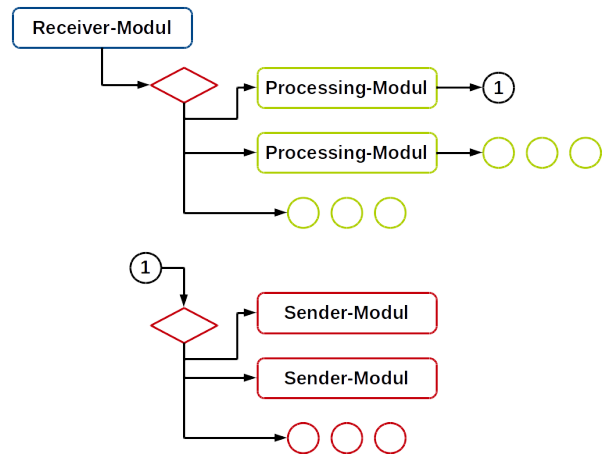 Receiver-Modul
Processing-Modul
1
Processing-Modul
1
Sender-Modul
Sender-Modul